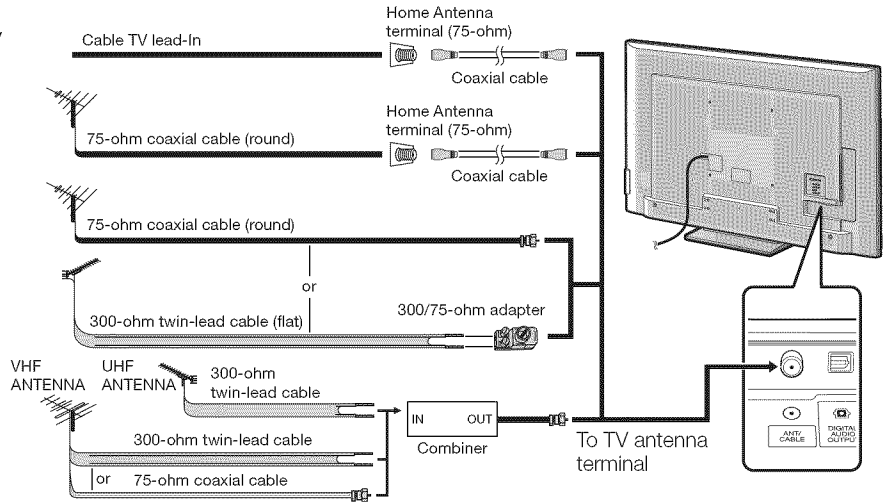 Home Antenna
terminal (75-ohm)
Cable TV lead-In
Coaxial cable
Home Antenna
terminal (75-ohm)
75-ohm coaxial cable (round)
Coaxial cable
75-ohm coaxial cable (round)
or
300-ohm twin-lead cable (flat)
300/75-ohm adapter
VHF
ANTENNA
UHF
ANTENNA
300-ohm
twin-lead cable
IN
OUT
Combiner
300-ohm twin-lead cable
or
75-ohm coaxial cable
To TV antenna
terminal
ANT/
CABLE
DIGITAL
AUDIO
OUTPU